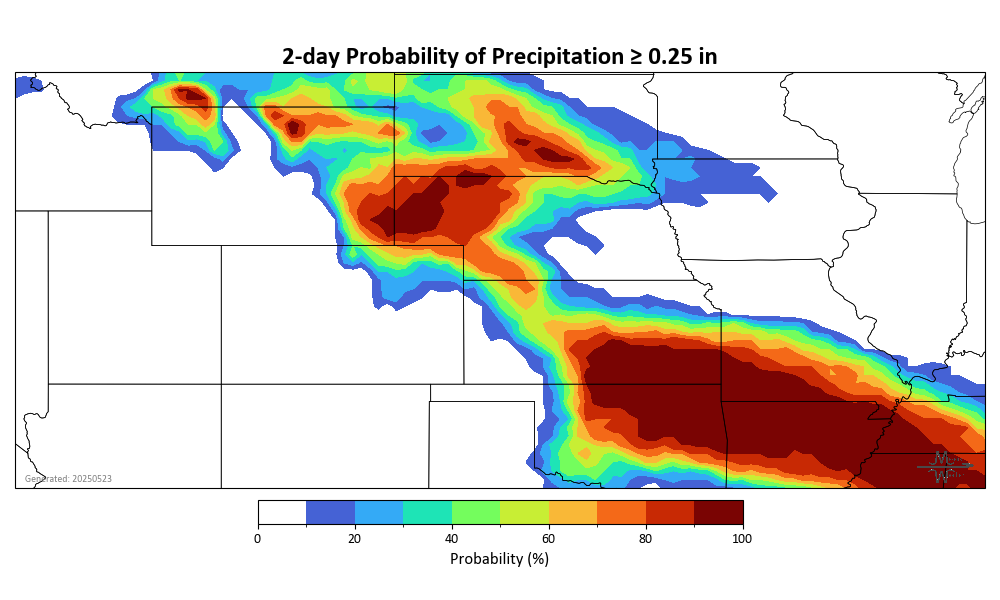 2-day Probability of Precipitation ≥ 0.25 in
Generated: 20250523
0 20 40 60 80 100
Probability (%)